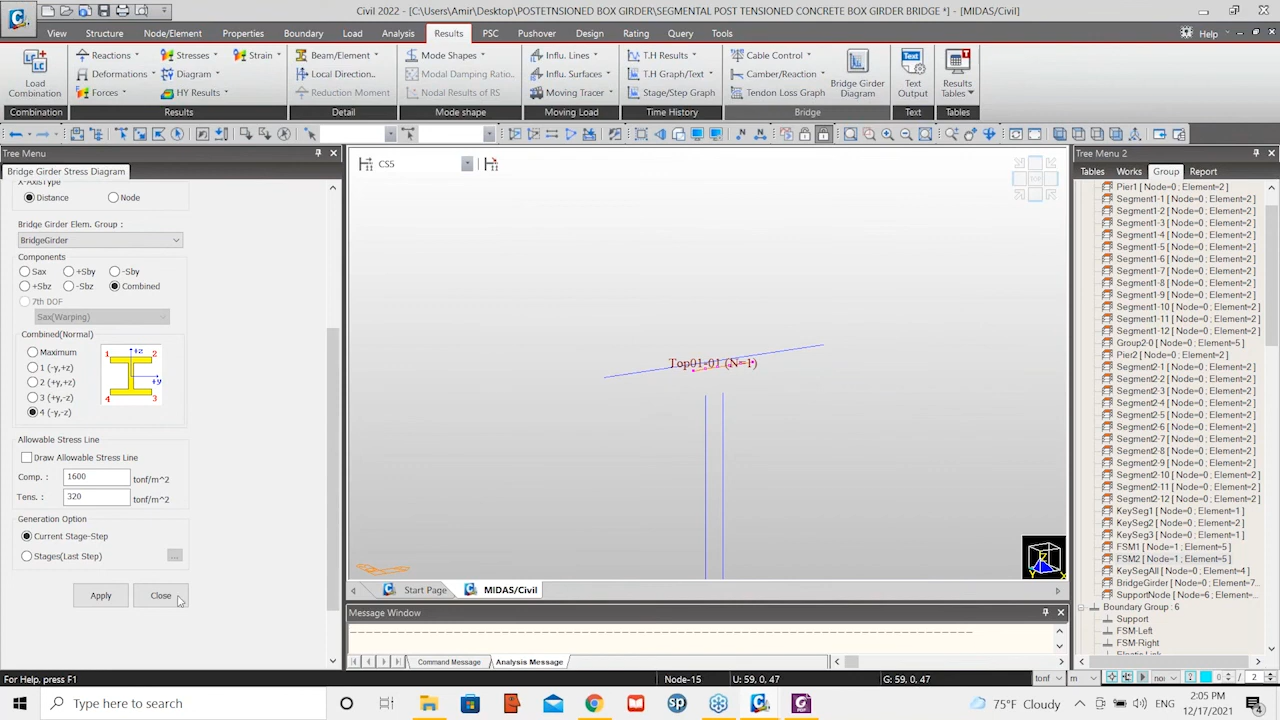 Civil 2022 - [C:\Users\Amir\Desktop\POSTETNSIONED BOX GIRDER\SEGMENTAL POST TENSIONED CONCRETE BOX GIRDER BRIDGE *] - [MIDAS/Civil]
View Structure Node/Element Properties Boundary Load Analysis Results PSC Pushover Design Rating Query Tools Help
Reactions Stresses Strain Beam/Element Mode Shapes Influ. Lines T.H Results Cable Control
Deformations Diagram Local Direction.. Modal Damping Ratio.. Influ. Surfaces T.H Graph/Text Camber/Reaction
Forces HY Results Reduction Moment Nodal Results of RS Moving Tracer Stage/Step Graph Tendon Loss Graph
Load Combination
Bridge Girder Diagram
Text Output
Results Tables
Combination Results Detail Mode shape Moving Load Time History Bridge Text Tables
Tree Menu
Bridge Girder Stress Diagram
X-AxisType
Distance Node
Bridge Girder Elem. Group :
BridgeGirder
Components
Sax +Sby -Sby
+Sbz -Sbz Combined
7th DOF
Sax(Warping)
Combined(Normal)
Maximum
1 (-y,+z)
2 (+y,+z)
3 (+y,-z)
4 (-y,-z)
1 +z 2
+y
4 3
Allowable Stress Line
Draw Allowable Stress Line
Comp. : 1600 tonf/m^2
Tens. : 320 tonf/m^2
Generation Option
Current Stage-Step
Stages(Last Step) ...
Apply Close
CS5
TOP
Top01-01 (N=1)
Z
Y X
Start Page MIDAS/Civil
Message Window
Command Message Analysis Message
Tree Menu 2
Tables Works Group Report
Pier1 [ Node=0 ; Element=2 ]
Segment1-1 [ Node=0 ; Element=2 ]
Segment1-2 [ Node=0 ; Element=2 ]
Segment1-3 [ Node=0 ; Element=2 ]
Segment1-4 [ Node=0 ; Element=2 ]
Segment1-5 [ Node=0 ; Element=2 ]
Segment1-6 [ Node=0 ; Element=2 ]
Segment1-7 [ Node=0 ; Element=2 ]
Segment1-8 [ Node=0 ; Element=2 ]
Segment1-9 [ Node=0 ; Element=2 ]
Segment1-10 [ Node=0 ; Element=2 ]
Segment1-11 [ Node=0 ; Element=2 ]
Segment1-12 [ Node=0 ; Element=2 ]
Group2-0 [ Node=0 ; Element=5 ]
Pier2 [ Node=0 ; Element=2 ]
Segment2-1 [ Node=0 ; Element=2 ]
Segment2-2 [ Node=0 ; Element=2 ]
Segment2-3 [ Node=0 ; Element=2 ]
Segment2-4 [ Node=0 ; Element=2 ]
Segment2-5 [ Node=0 ; Element=2 ]
Segment2-6 [ Node=0 ; Element=2 ]
Segment2-7 [ Node=0 ; Element=2 ]
Segment2-8 [ Node=0 ; Element=2 ]
Segment2-9 [ Node=0 ; Element=2 ]
Segment2-10 [ Node=0 ; Element=2 ]
Segment2-11 [ Node=0 ; Element=2 ]
Segment2-12 [ Node=0 ; Element=2 ]
KeySeg1 [ Node=0 ; Element=1 ]
KeySeg2 [ Node=0 ; Element=1 ]
KeySeg3 [ Node=0 ; Element=1 ]
FSM1 [ Node=1 ; Element=5 ]
FSM2 [ Node=1 ; Element=5 ]
KeySegAll [ Node=0 ; Element=4 ]
BridgeGirder [ Node=0 ; Element=7...
SupportNode [ Node=6 ; Element=...
Boundary Group : 6
Support
FSM-Left
FSM-Right
For Help, press F1
Node-15 U: 59, 0, 47 G: 59, 0, 47 tonf m nor 0 / 2
Type here to search
75°F Cloudy ENG 2:05 PM 12/17/2021